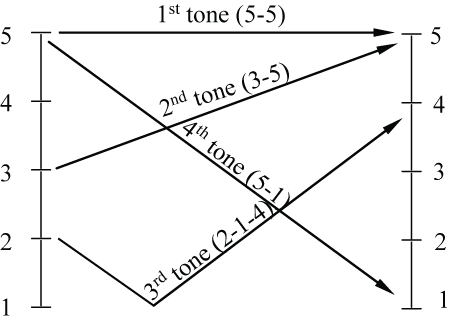 1st tone (5-5)
5
5
2nd tone (3-5)
4
4
4th tone (5-1)
3
3
3rd tone (2-1-4)
2
2
1
1